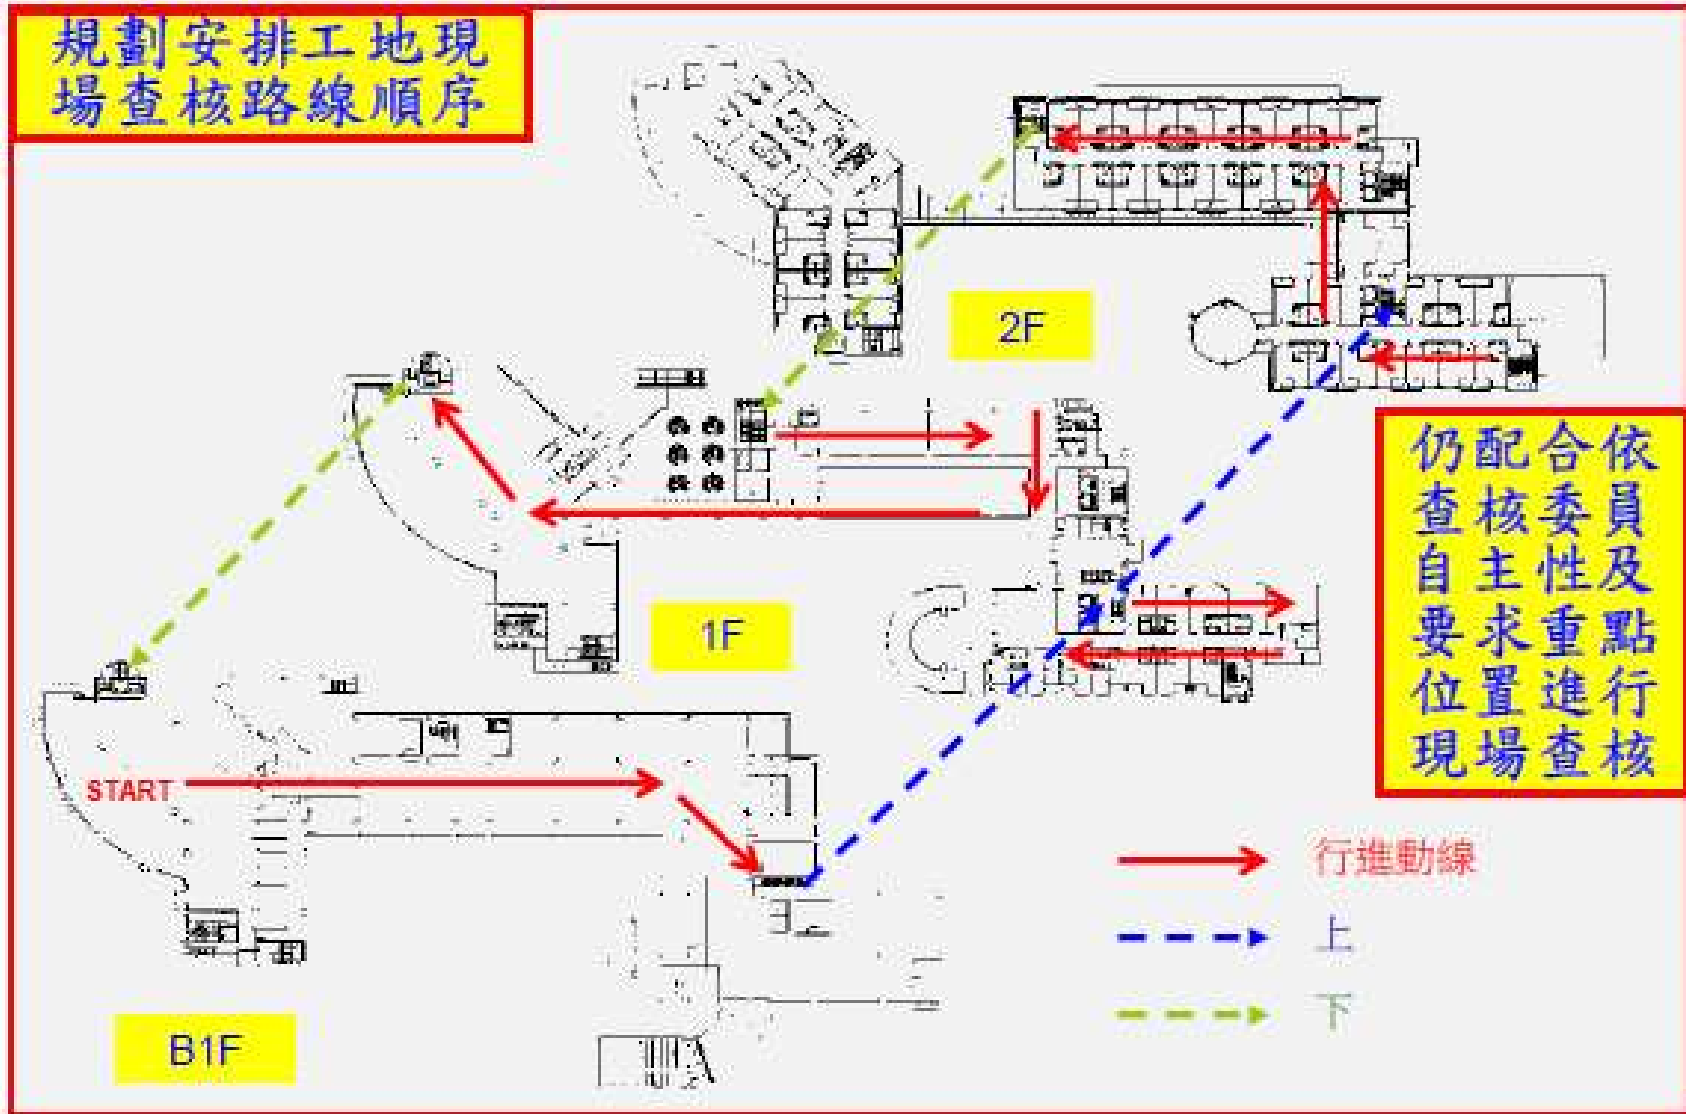 規劃安排工地現
場查核路線順序
2F
仍配合依
查核委員
自主性及
要求重點
位置進行
現場查核
1F
START
行進動線
上
下
B1F